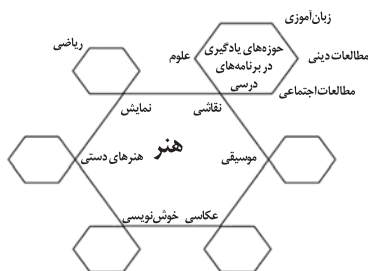 زبان‌آموزی
حوزه‌های یادگیری
در برنامه‌های
درسی
علوم
مطالعات دینی
مطالعات اجتماعی
ریاضی
نمایش
نقاشی
هنر
هنرهای دستی
موسیقی
خوش‌نویسی
عکاسی